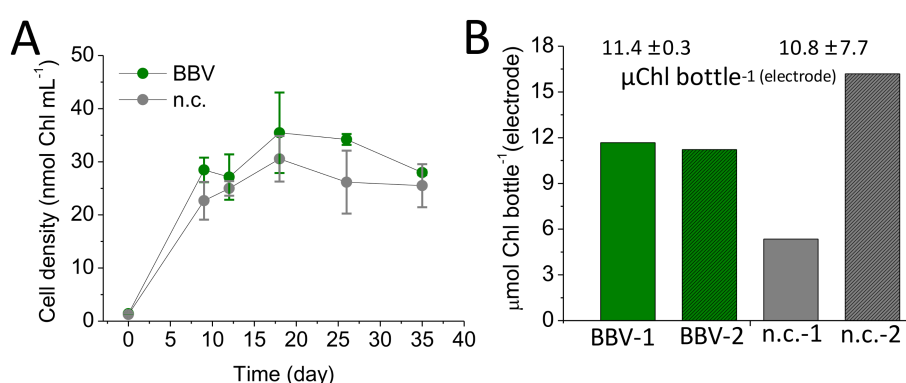 A
Cell density (nmol Chl mL⁻¹)
50
40
30
20
10
0
BBV
n.c.
0 5 10 15 20 25 30 35 40
Time (day)
B
μmol Chl bottle⁻¹(electrode)
18
15
12
9
6
3
0
11.4 ±0.3 10.8 ±7.7
μChl bottle-1 (electrode)
BBV-1 BBV-2 n.c.-1 n.c.-2